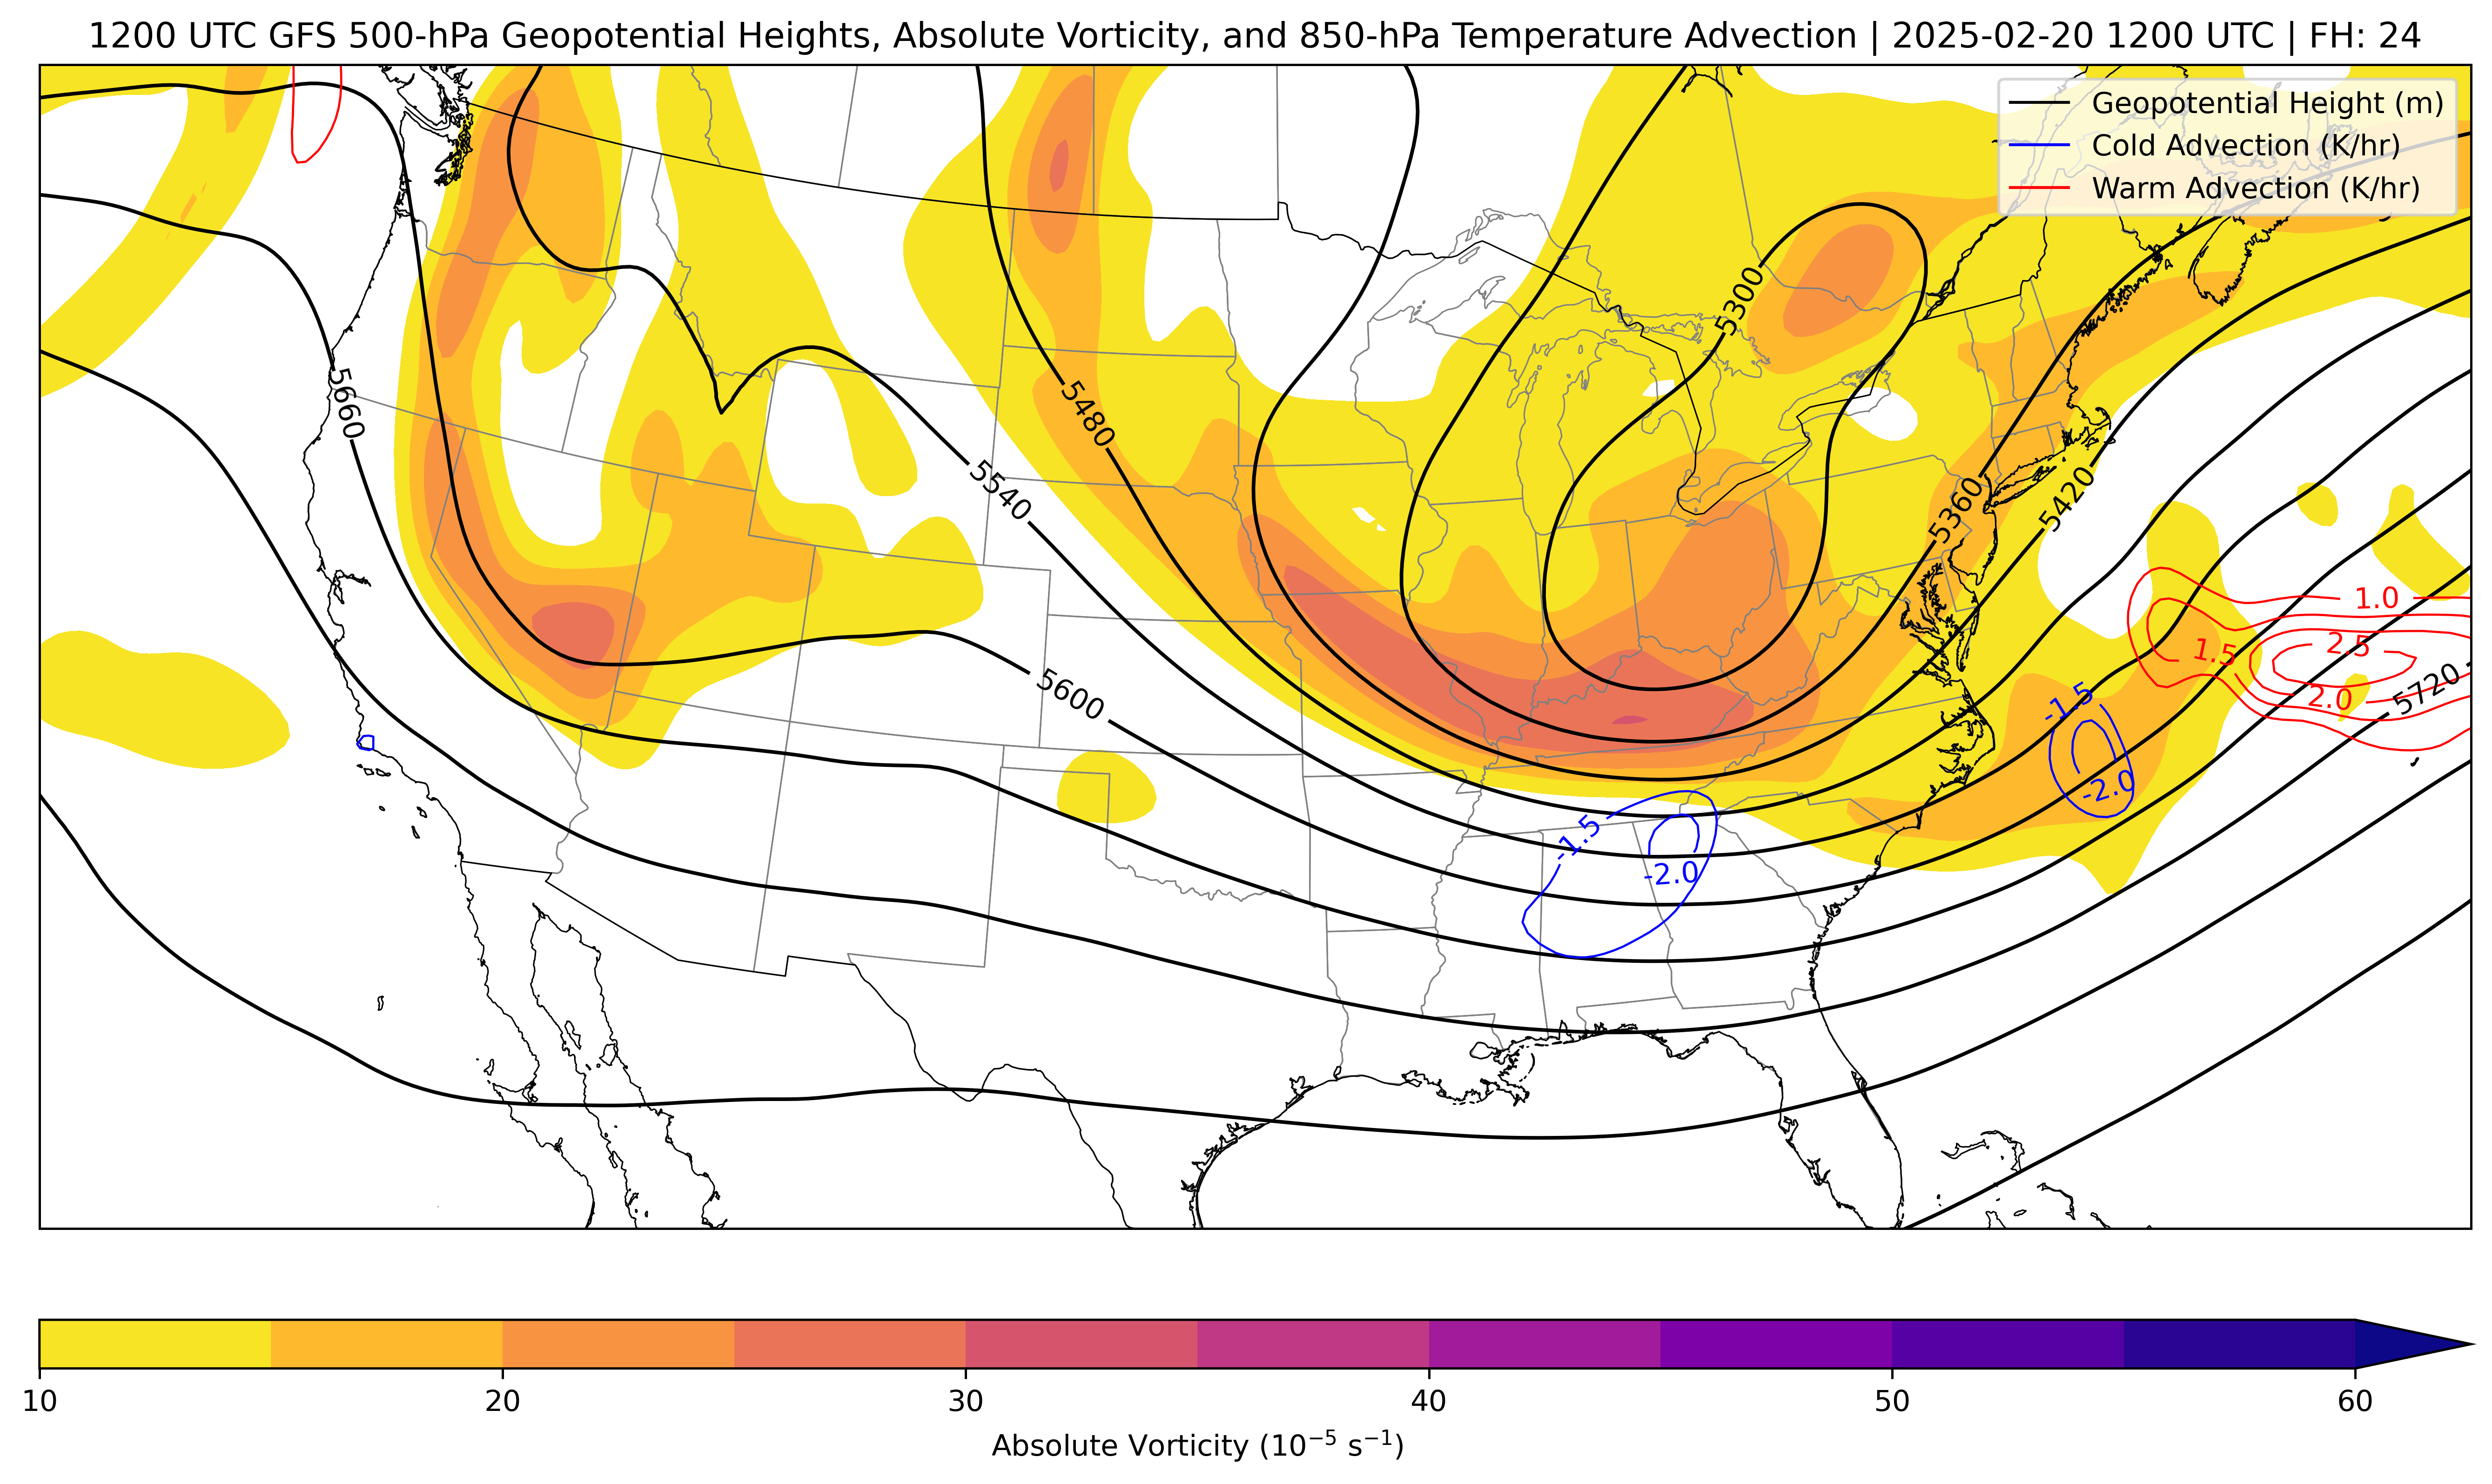 1200 UTC GFS 500-hPa Geopotential Heights, Absolute Vorticity, and 850-hPa Temperature Advection | 2025-02-20 1200 UTC | FH: 24
Geopotential Height (m)
Cold Advection (K/hr)
Warm Advection (K/hr)
5300
5660
5480
5540
5360
5420
5600
1.0
1.5
2.5
2.0
5720
-1.5
-2.0
-1.5
-2.0
10 20 30 40 50 60
Absolute Vorticity (10⁻⁵ s⁻¹)